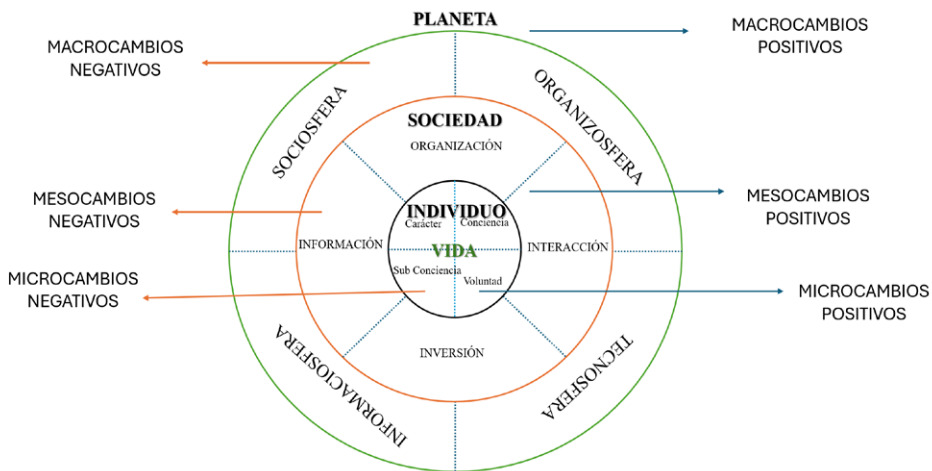 PLANETA
MACROCAMBIOS
NEGATIVOS
MACROCAMBIOS
POSITIVOS
SOCIOSFERA
ORGANIZOSFERA
SOCIEDAD
ORGANIZACIÓN
MESOCAMBIOS
NEGATIVOS
MESOCAMBIOS
POSITIVOS
INDIVIDUO
Carácter
Conciencia
INFORMACIÓN
VIDA
INTERACCIÓN
Sub Conciencia
Voluntad
MICROCAMBIOS
NEGATIVOS
MICROCAMBIOS
POSITIVOS
INVERSIÓN
INFORMACIOSFERA
TECNOSFERA